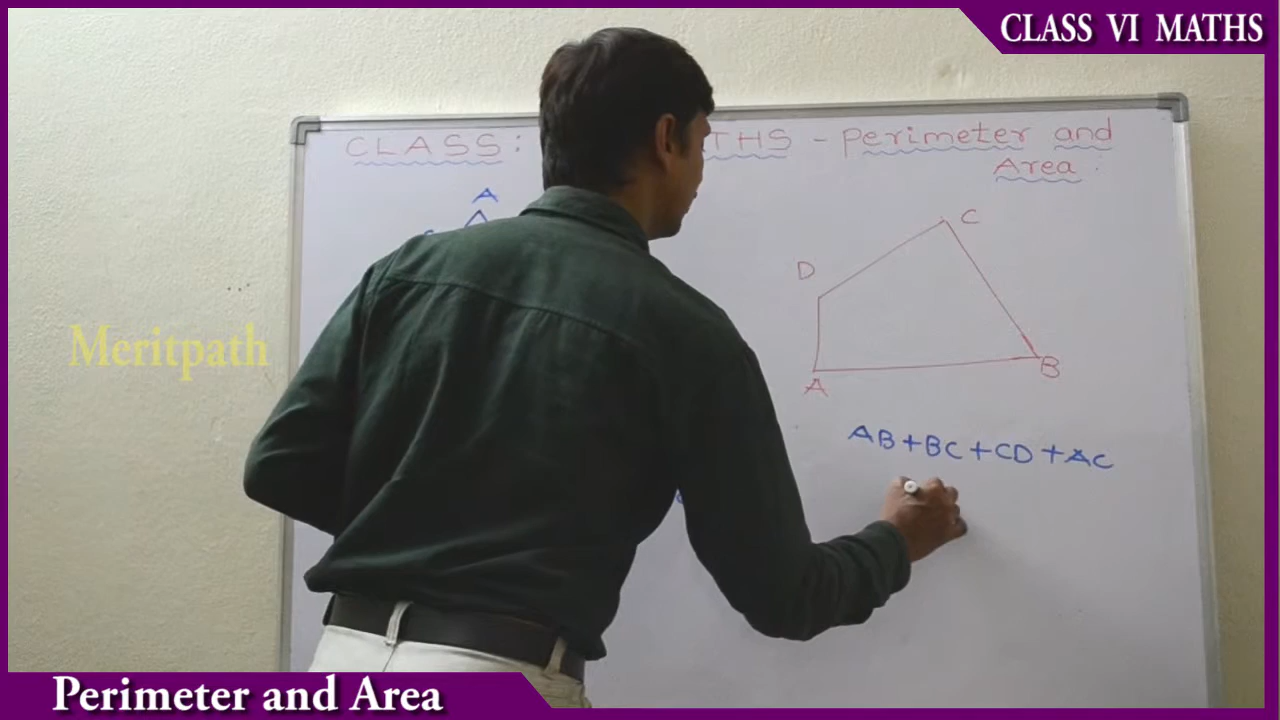 CLASS VI MATHS
CLASS: THS - Perimeter and
Area:
A
C
D
Meritpath
B
A
AB+BC+CD+AC
Perimeter and Area